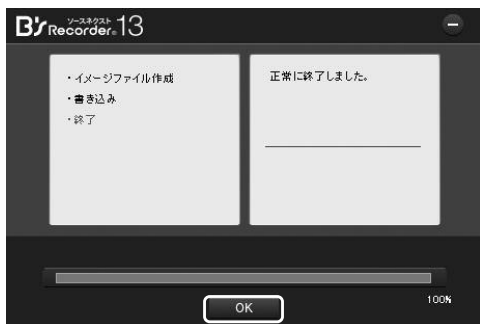 ソースネクスト
B's Recorder® 13
・イメージファイル作成
・書き込み
・終了
正常に終了しました。
100%
OK